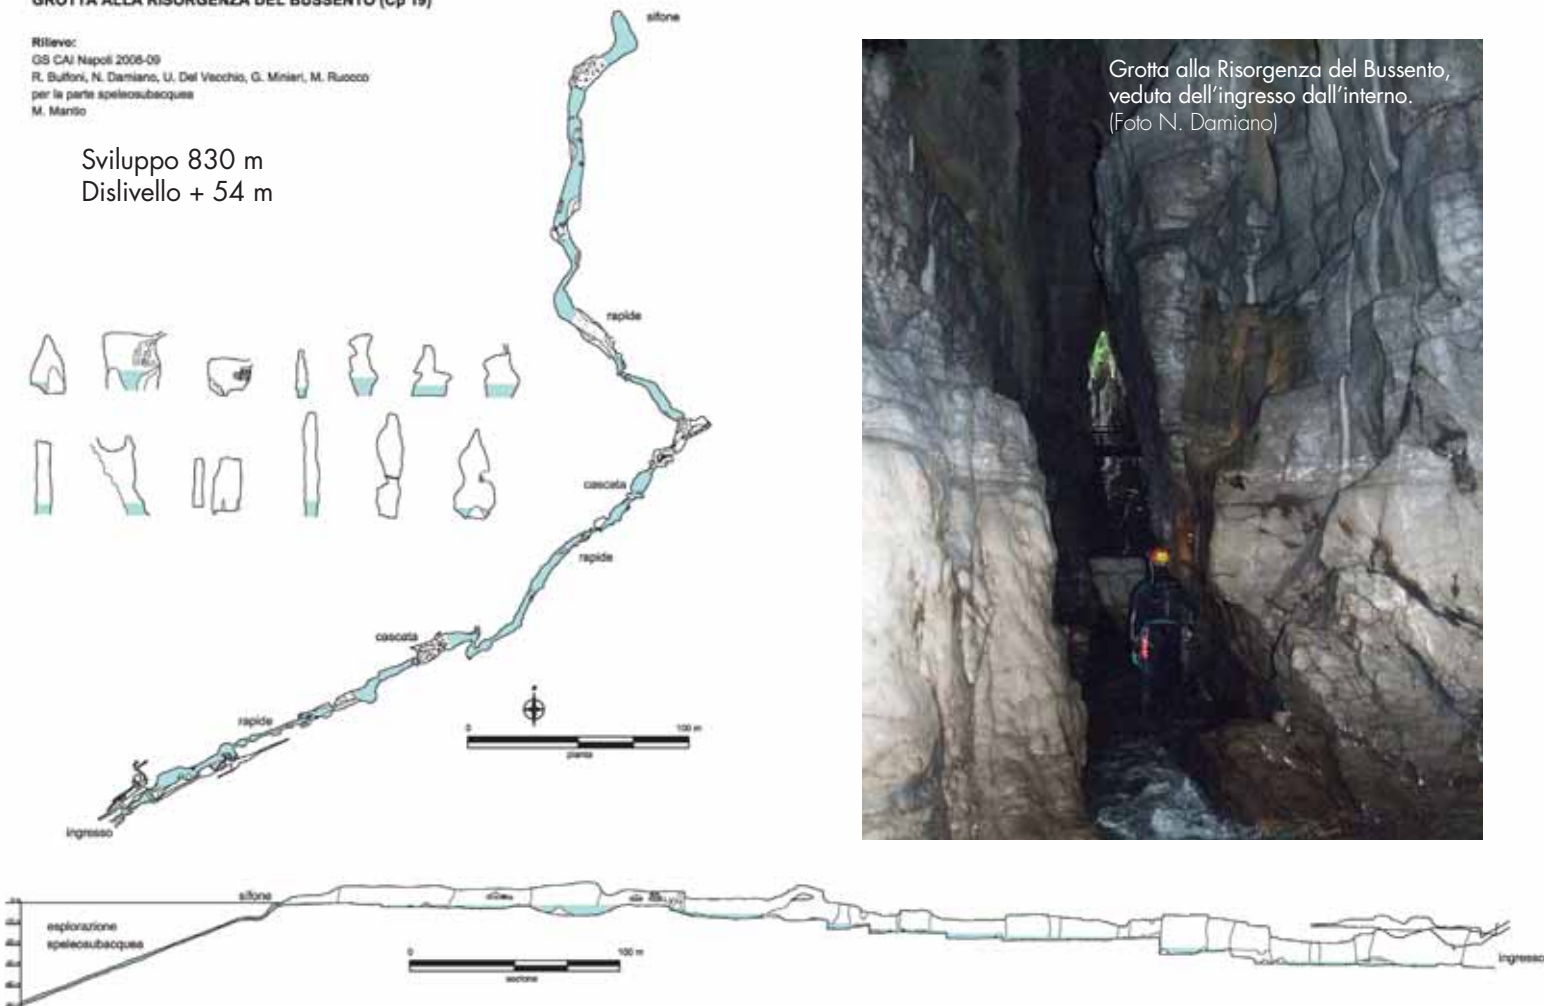 GROTTA ALLA RISORGENZA DEL BUSSENTO (Cp 19)
Rilievo:
GS CAI Napoli 2008-09
R. Bulfoni, N. Damiano, U. Del Vecchio, G. Minieri, M. Ruocco
per la parte speleosubacquea
M.
Sviluppo 830 m
Dislivello + 54 m
sifone
rapide
cascata
rapide
cascata
rapide
ingresso
0 100 m
pianta
Grotta alla Risorgenza del Bussento,
veduta dell'ingresso dall'interno.
(Foto N. Damiano)
sifone
esplorazione
speleosubacquea
0 100 m
sezione
ingresso